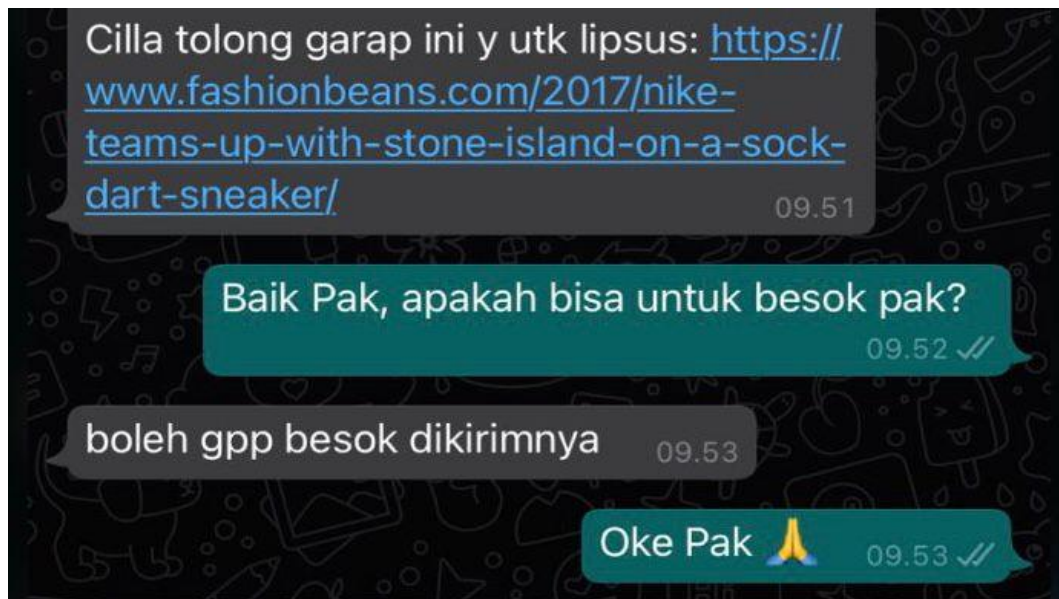 Cilla tolong garap ini y utk lipsus: https://
www.fashionbeans.com/2017/nike-
teams-up-with-stone-island-on-a-sock-
dart-sneaker/
09.51
Baik Pak, apakah bisa untuk besok pak?
09.52
boleh gpp besok dikirimnya 09.53
Oke Pak 🙏 09.53